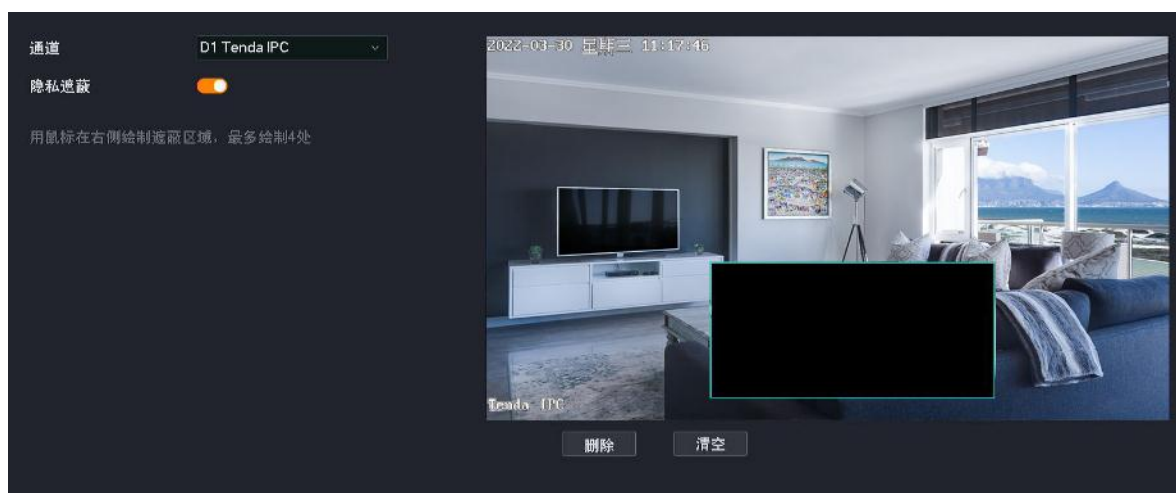 通道 D1 Tenda IPC
隐私遮蔽
用鼠标在右侧绘制遮蔽区域，最多绘制4处
2022-03-30 星期三 11:17:46
Tenda IPC
删除 清空